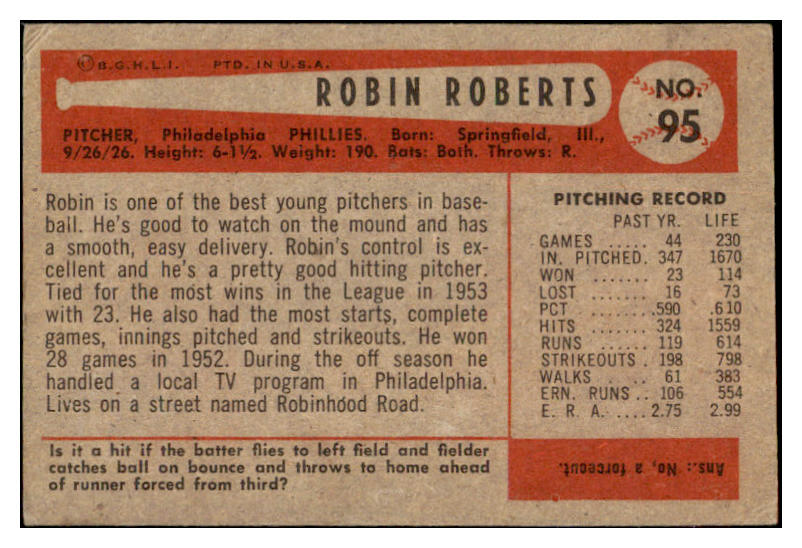 © B.G.H.L.I. PTD. IN U.S.A.
ROBIN ROBERTS
NO.
95
PITCHER, Philadelphia PHILLIES. Born: Springfield, Ill.,
9/26/26. Height: 6-1½. Weight: 190. Bats: Both. Throws: R.
Robin is one of the best young pitchers in base-
ball. He's good to watch on the mound and has
a smooth, easy delivery. Robin's control is ex-
cellent and he's a pretty good hitting pitcher.
Tied for the most wins in the League in 1953
with 23. He also had the most starts, complete
games, innings pitched and strikeouts. He won
28 games in 1952. During the off season he
handled a local TV program in Philadelphia.
Lives on a street named Robinhood Road.
PITCHING RECORD
PAST YR. LIFE
GAMES ..... 44 230
IN. PITCHED. 347 1670
WON ....... 23 114
LOST ....... 16 73
PCT ....... .590 .610
HITS ....... 324 1559
RUNS ...... 119 614
STRIKEOUTS . 198 798
WALKS .... 61 383
ERN. RUNS .. 106 554
E. R. A. .... 2.75 2.99
Is it a hit if the batter flies to left field and fielder
catches ball on bounce and throws to home ahead
of runner forced from third?
Ans.: No, a forceout.